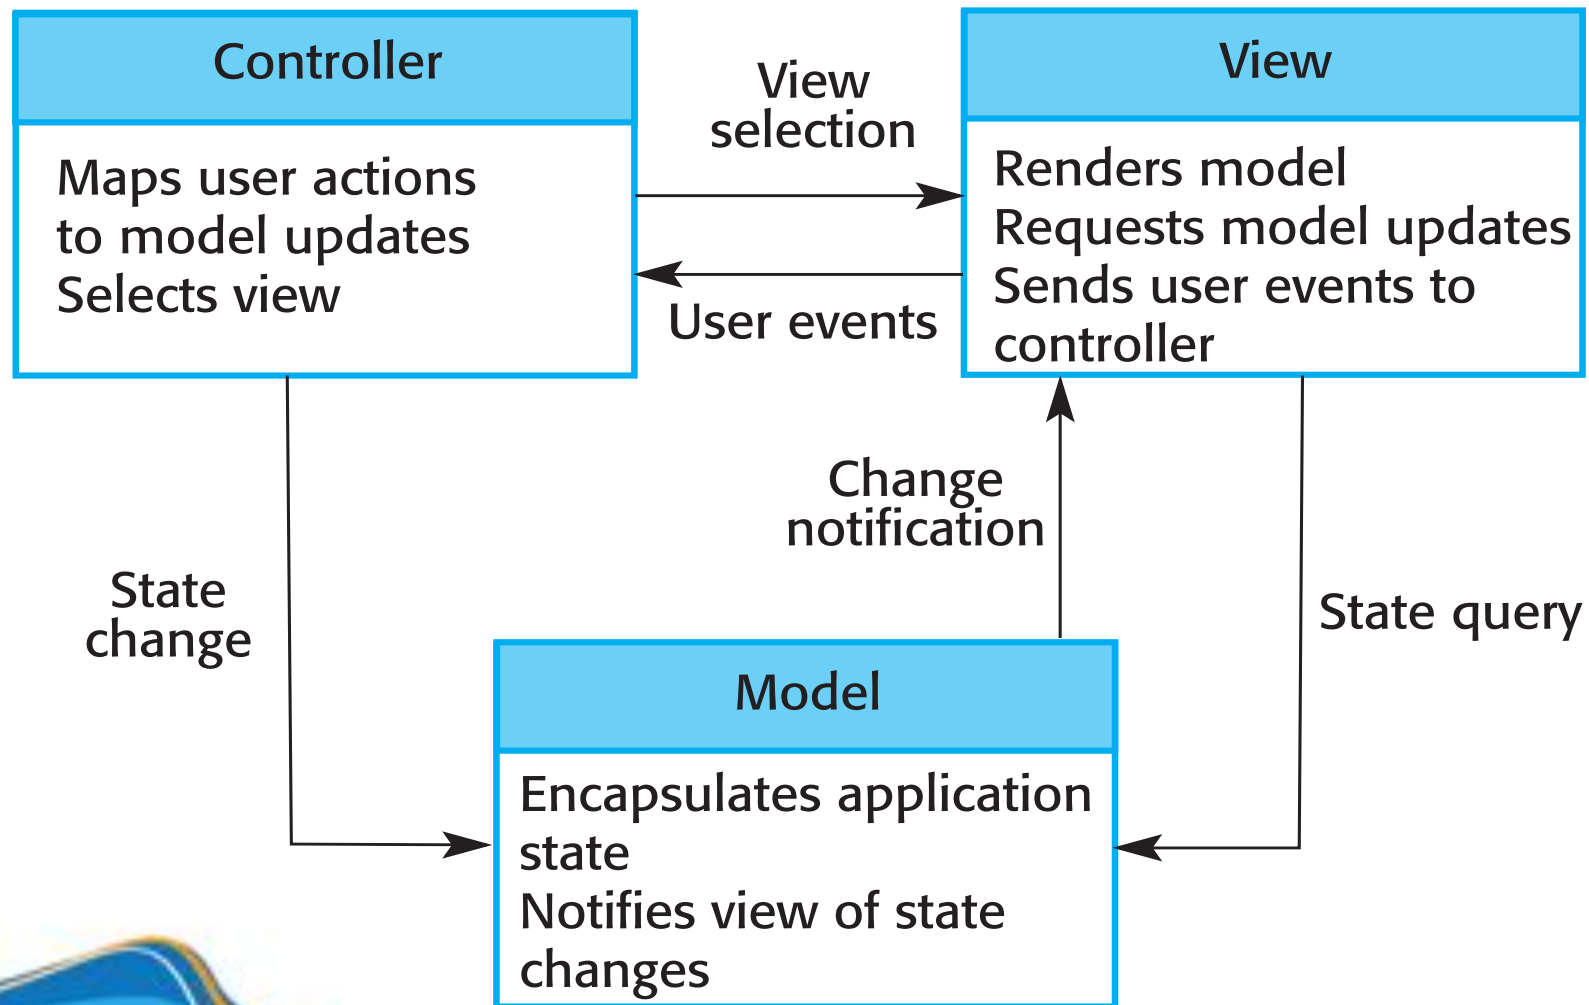 Controller
Maps user actions
to model updates
Selects view
View
selection
User events
View
Renders model
Requests model updates
Sends user events to
controller
State
change
Change
notification
State query
Model
Encapsulates application
state
Notifies view of state
changes